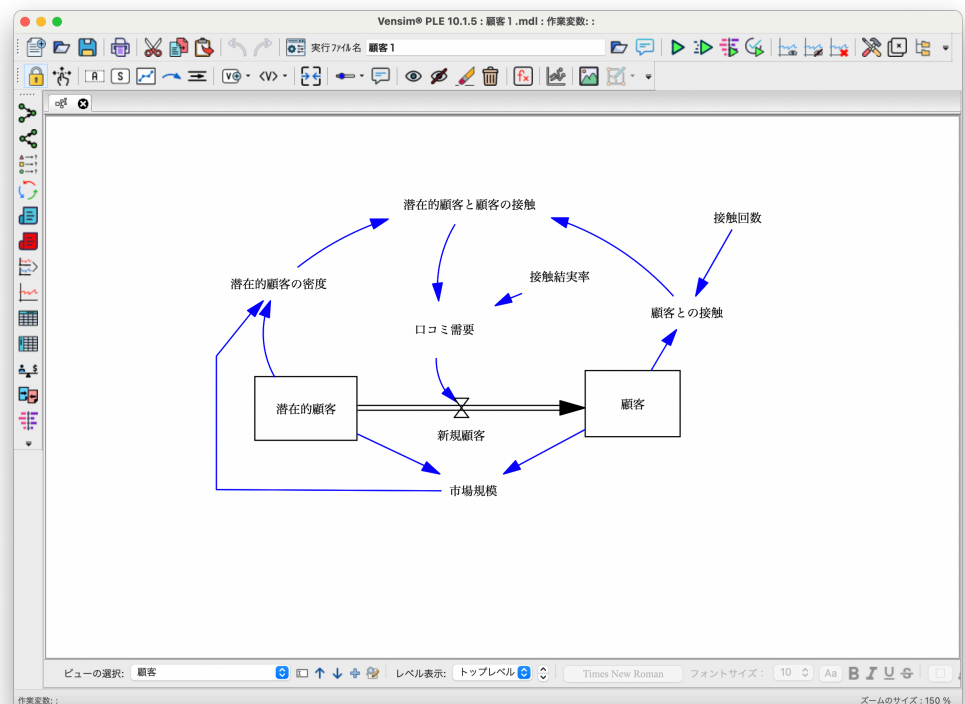 Vensim® PLE 10.1.5 : 顧客１.mdl : 作業変数: :
実行ファイル名 顧客１
潜在的顧客と顧客の接触
接触回数
接触結実率
潜在的顧客の密度
顧客との接触
口コミ需要
潜在的顧客
顧客
新規顧客
市場規模
ビューの選択: 顧客 レベル表示: トップレベル Times New Roman フォントサイズ： 10 Aa B I U S
作業変数: : ズームのサイズ : 150 %